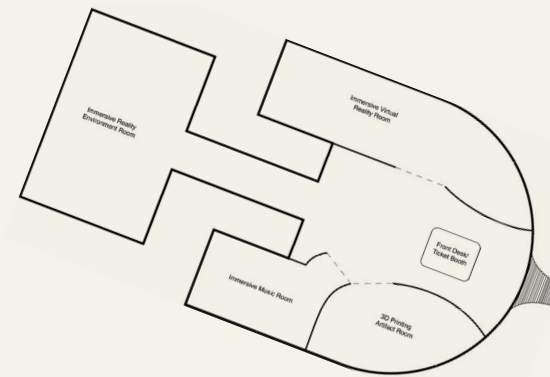 Immersive Reality
Environment Room
Immersive Virtual
Reality Room
Front Desk/
Ticket Booth
Immersive Music Room
3D Printing
Artifact Room